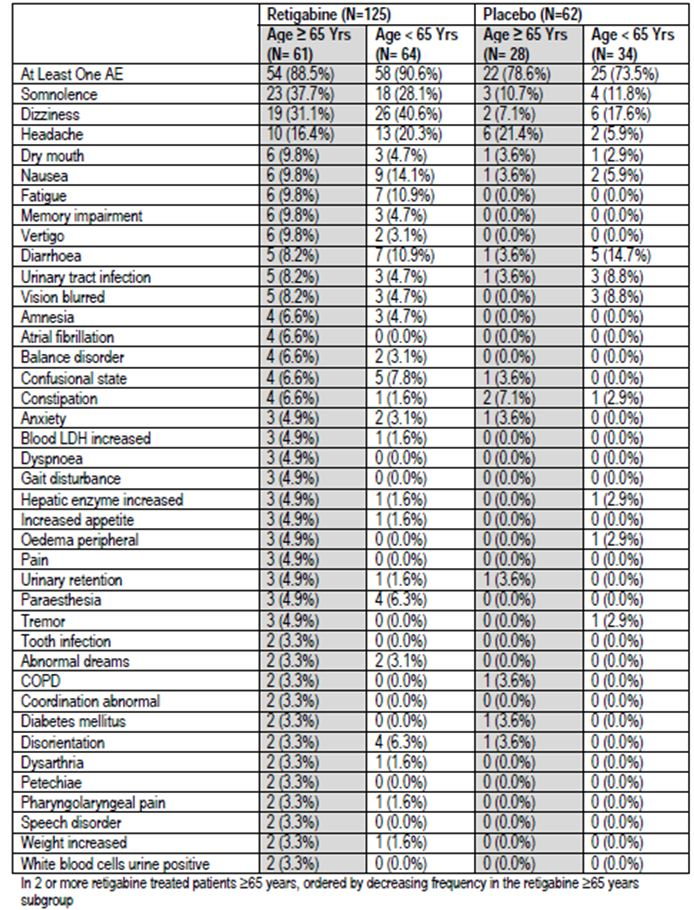 Retigabine (N=125) Placebo (N=62)
Age ≥ 65 Yrs (N= 61) Age < 65 Yrs (N= 64) Age ≥ 65 Yrs (N= 28) Age < 65 Yrs (N= 34)
At Least One AE 54 (88.5%) 58 (90.6%) 22 (78.6%) 25 (73.5%)
Somnolence 23 (37.7%) 18 (28.1%) 3 (10.7%) 4 (11.8%)
Dizziness 19 (31.1%) 26 (40.6%) 2 (7.1%) 6 (17.6%)
Headache 10 (16.4%) 13 (20.3%) 6 (21.4%) 2 (5.9%)
Dry mouth 6 (9.8%) 3 (4.7%) 1 (3.6%) 1 (2.9%)
Nausea 6 (9.8%) 9 (14.1%) 1 (3.6%) 2 (5.9%)
Fatigue 6 (9.8%) 7 (10.9%) 0 (0.0%) 0 (0.0%)
Memory impairment 6 (9.8%) 3 (4.7%) 0 (0.0%) 0 (0.0%)
Vertigo 6 (9.8%) 2 (3.1%) 0 (0.0%) 0 (0.0%)
Diarrhoea 5 (8.2%) 7 (10.9%) 1 (3.6%) 5 (14.7%)
Urinary tract infection 5 (8.2%) 3 (4.7%) 1 (3.6%) 3 (8.8%)
Vision blurred 5 (8.2%) 3 (4.7%) 0 (0.0%) 3 (8.8%)
Amnesia 4 (6.6%) 3 (4.7%) 0 (0.0%) 0 (0.0%)
Atrial fibrillation 4 (6.6%) 0 (0.0%) 0 (0.0%) 0 (0.0%)
Balance disorder 4 (6.6%) 2 (3.1%) 0 (0.0%) 0 (0.0%)
Confusional state 4 (6.6%) 5 (7.8%) 1 (3.6%) 0 (0.0%)
Constipation 4 (6.6%) 1 (1.6%) 2 (7.1%) 1 (2.9%)
Anxiety 3 (4.9%) 2 (3.1%) 1 (3.6%) 0 (0.0%)
Blood LDH increased 3 (4.9%) 1 (1.6%) 0 (0.0%) 0 (0.0%)
Dyspnoea 3 (4.9%) 0 (0.0%) 0 (0.0%) 0 (0.0%)
Gait disturbance 3 (4.9%) 0 (0.0%) 0 (0.0%) 0 (0.0%)
Hepatic enzyme increased 3 (4.9%) 1 (1.6%) 0 (0.0%) 1 (2.9%)
Increased appetite 3 (4.9%) 1 (1.6%) 0 (0.0%) 0 (0.0%)
Oedema peripheral 3 (4.9%) 0 (0.0%) 0 (0.0%) 1 (2.9%)
Pain 3 (4.9%) 0 (0.0%) 0 (0.0%) 0 (0.0%)
Urinary retention 3 (4.9%) 1 (1.6%) 1 (3.6%) 0 (0.0%)
Paraesthesia 3 (4.9%) 4 (6.3%) 0 (0.0%) 0 (0.0%)
Tremor 3 (4.9%) 0 (0.0%) 0 (0.0%) 1 (2.9%)
Tooth infection 2 (3.3%) 0 (0.0%) 0 (0.0%) 0 (0.0%)
Abnormal dreams 2 (3.3%) 2 (3.1%) 0 (0.0%) 0 (0.0%)
COPD 2 (3.3%) 0 (0.0%) 1 (3.6%) 0 (0.0%)
Coordination abnormal 2 (3.3%) 0 (0.0%) 0 (0.0%) 0 (0.0%)
Diabetes mellitus 2 (3.3%) 0 (0.0%) 1 (3.6%) 0 (0.0%)
Disorientation 2 (3.3%) 4 (6.3%) 1 (3.6%) 0 (0.0%)
Dysarthria 2 (3.3%) 1 (1.6%) 0 (0.0%) 0 (0.0%)
Petechiae 2 (3.3%) 0 (0.0%) 0 (0.0%) 0 (0.0%)
Pharyngolaryngeal pain 2 (3.3%) 1 (1.6%) 0 (0.0%) 0 (0.0%)
Speech disorder 2 (3.3%) 0 (0.0%) 0 (0.0%) 0 (0.0%)
Weight increased 2 (3.3%) 1 (1.6%) 0 (0.0%) 0 (0.0%)
White blood cells urine positive 2 (3.3%) 0 (0.0%) 0 (0.0%) 0 (0.0%)
In 2 or more retigabine treated patients ≥65 years, ordered by decreasing frequency in the retigabine ≥65 years
subgroup